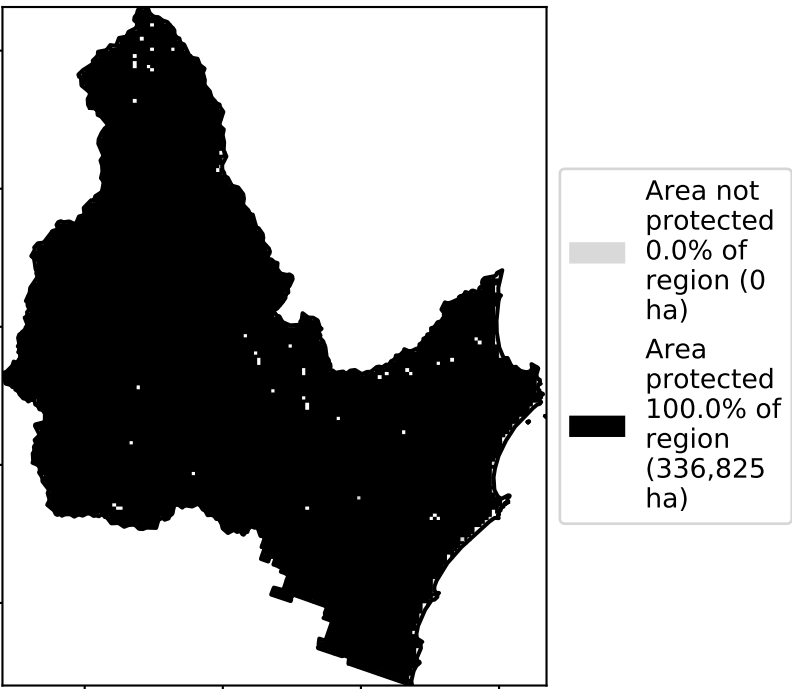 Area not
protected
0.0% of
region (0
ha)
Area
protected
100.0% of
region
(336,825
ha)